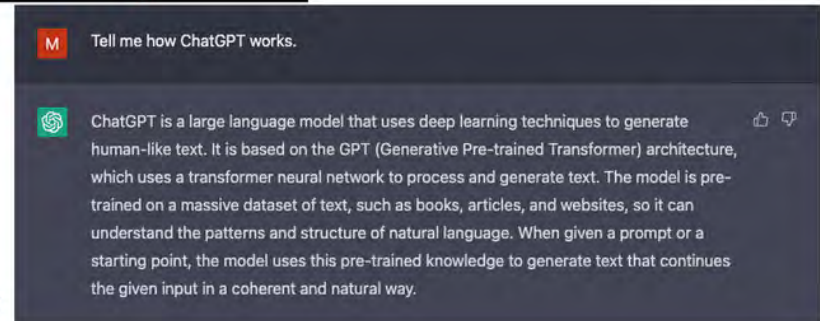 M Tell me how ChatGPT works.
ChatGPT is a large language model that uses deep learning techniques to generate
human-like text. It is based on the GPT (Generative Pre-trained Transformer) architecture,
which uses a transformer neural network to process and generate text. The model is pre-
trained on a massive dataset of text, such as books, articles, and websites, so it can
understand the patterns and structure of natural language. When given a prompt or a
starting point, the model uses this pre-trained knowledge to generate text that continues
the given input in a coherent and natural way.